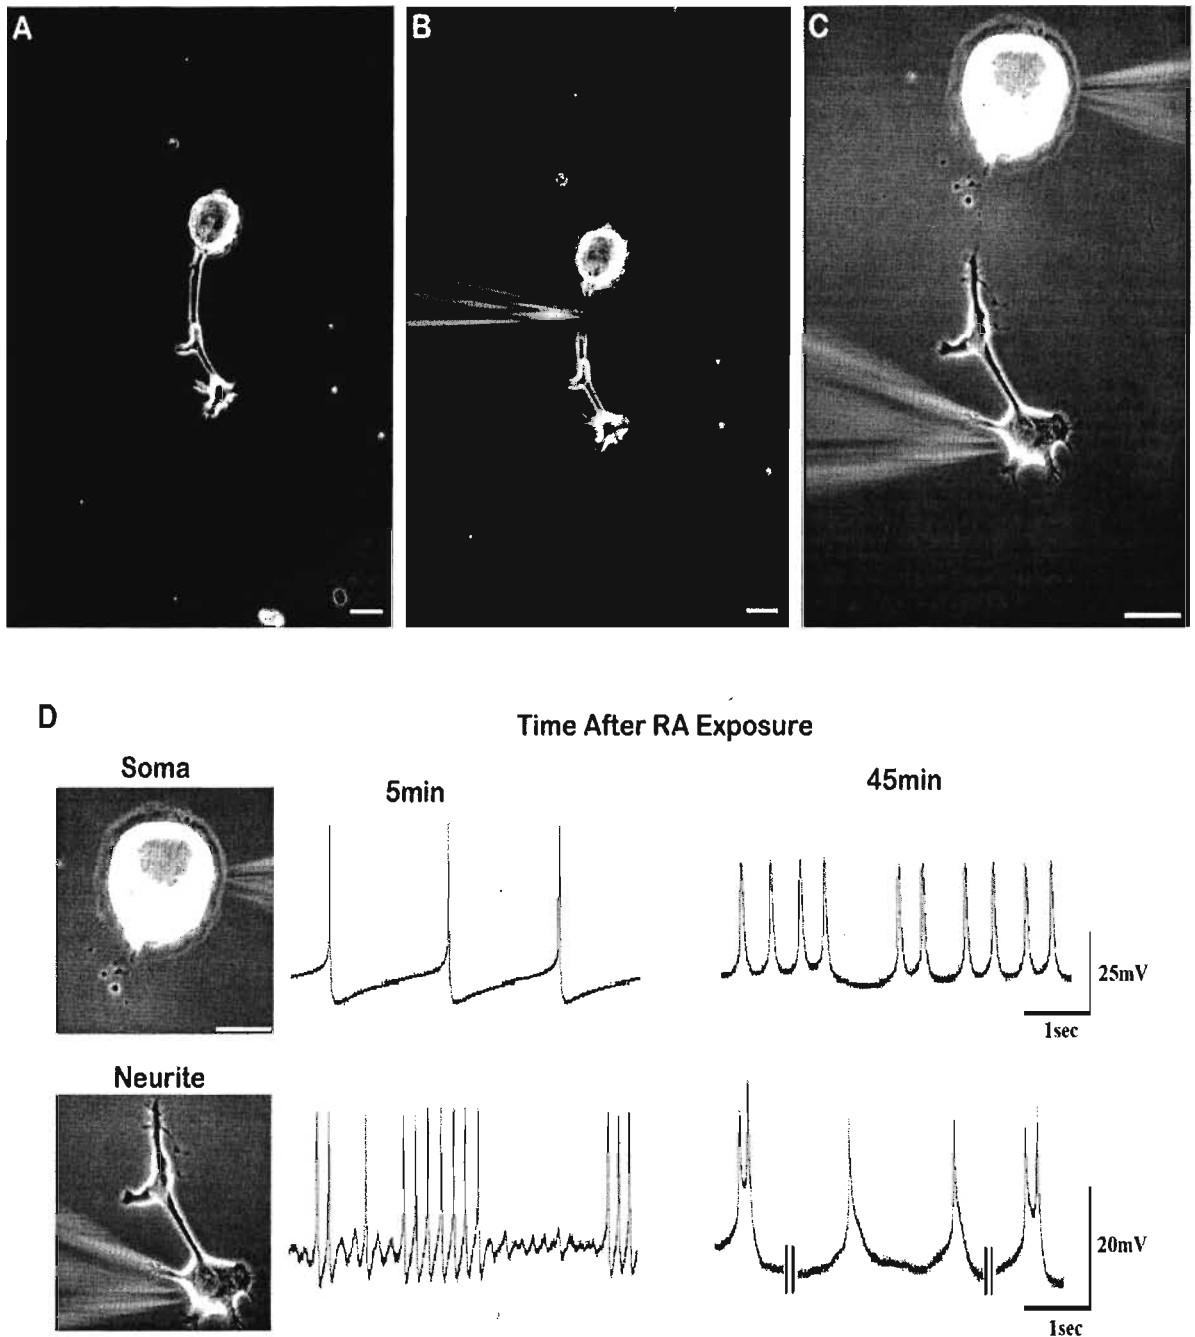 A
B
C
D
Time After RA Exposure
Soma
5min
45min
25mV
1sec
Neurite
20mV
1sec